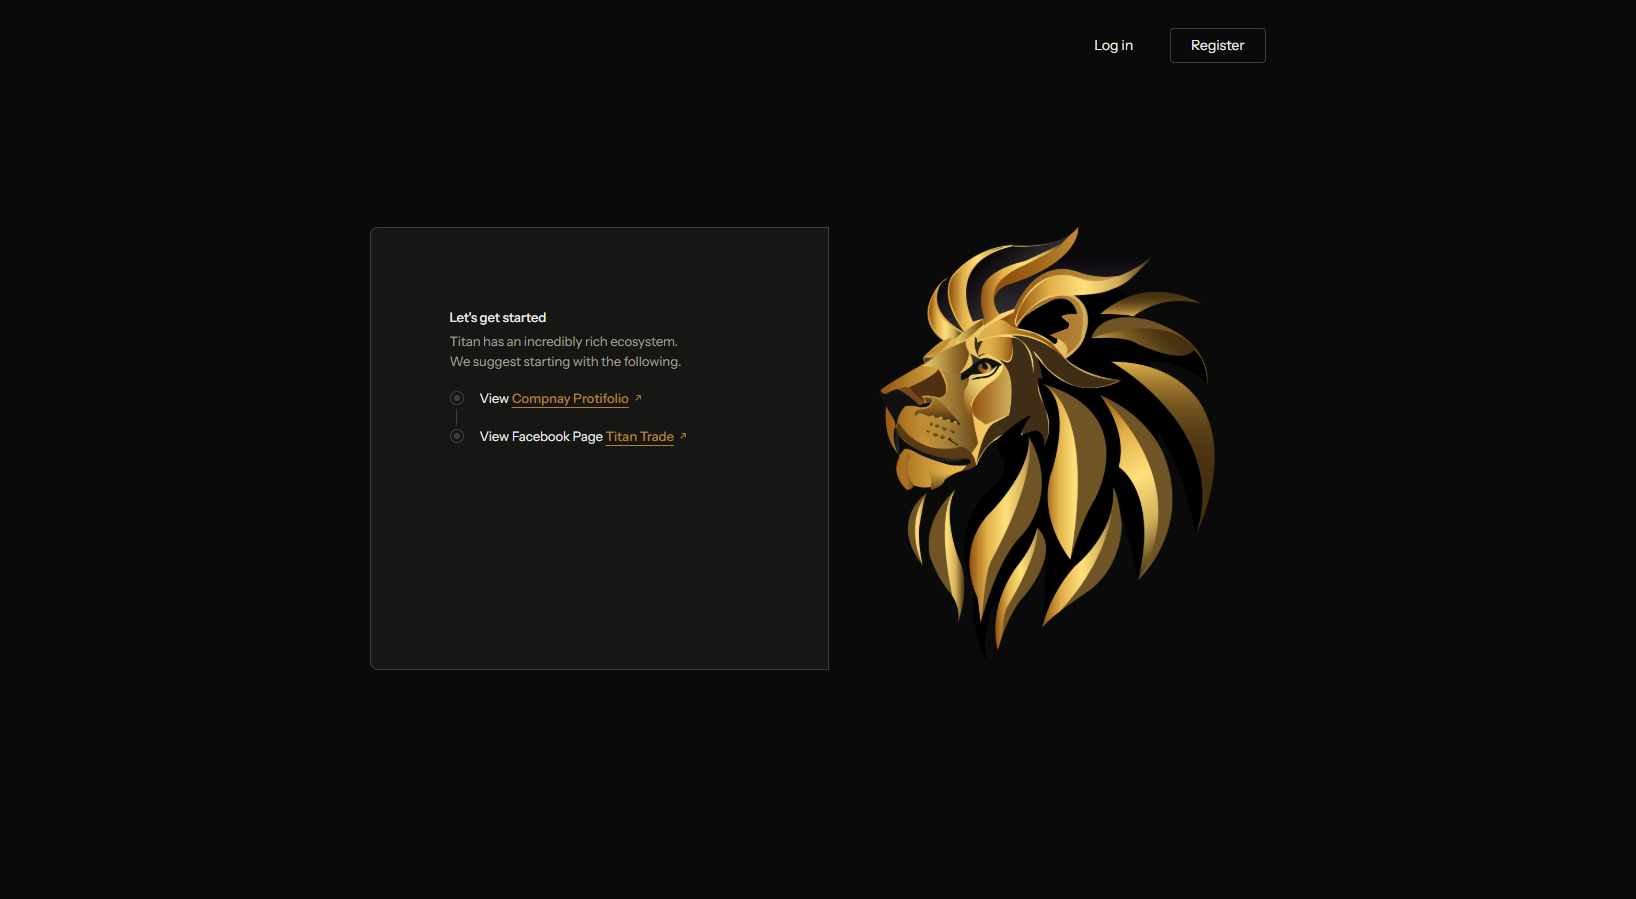 Log in
Register
Let's get started
Titan has an incredibly rich ecosystem.
We suggest starting with the following.
View Compnay Protifolio
View Facebook Page Titan Trade